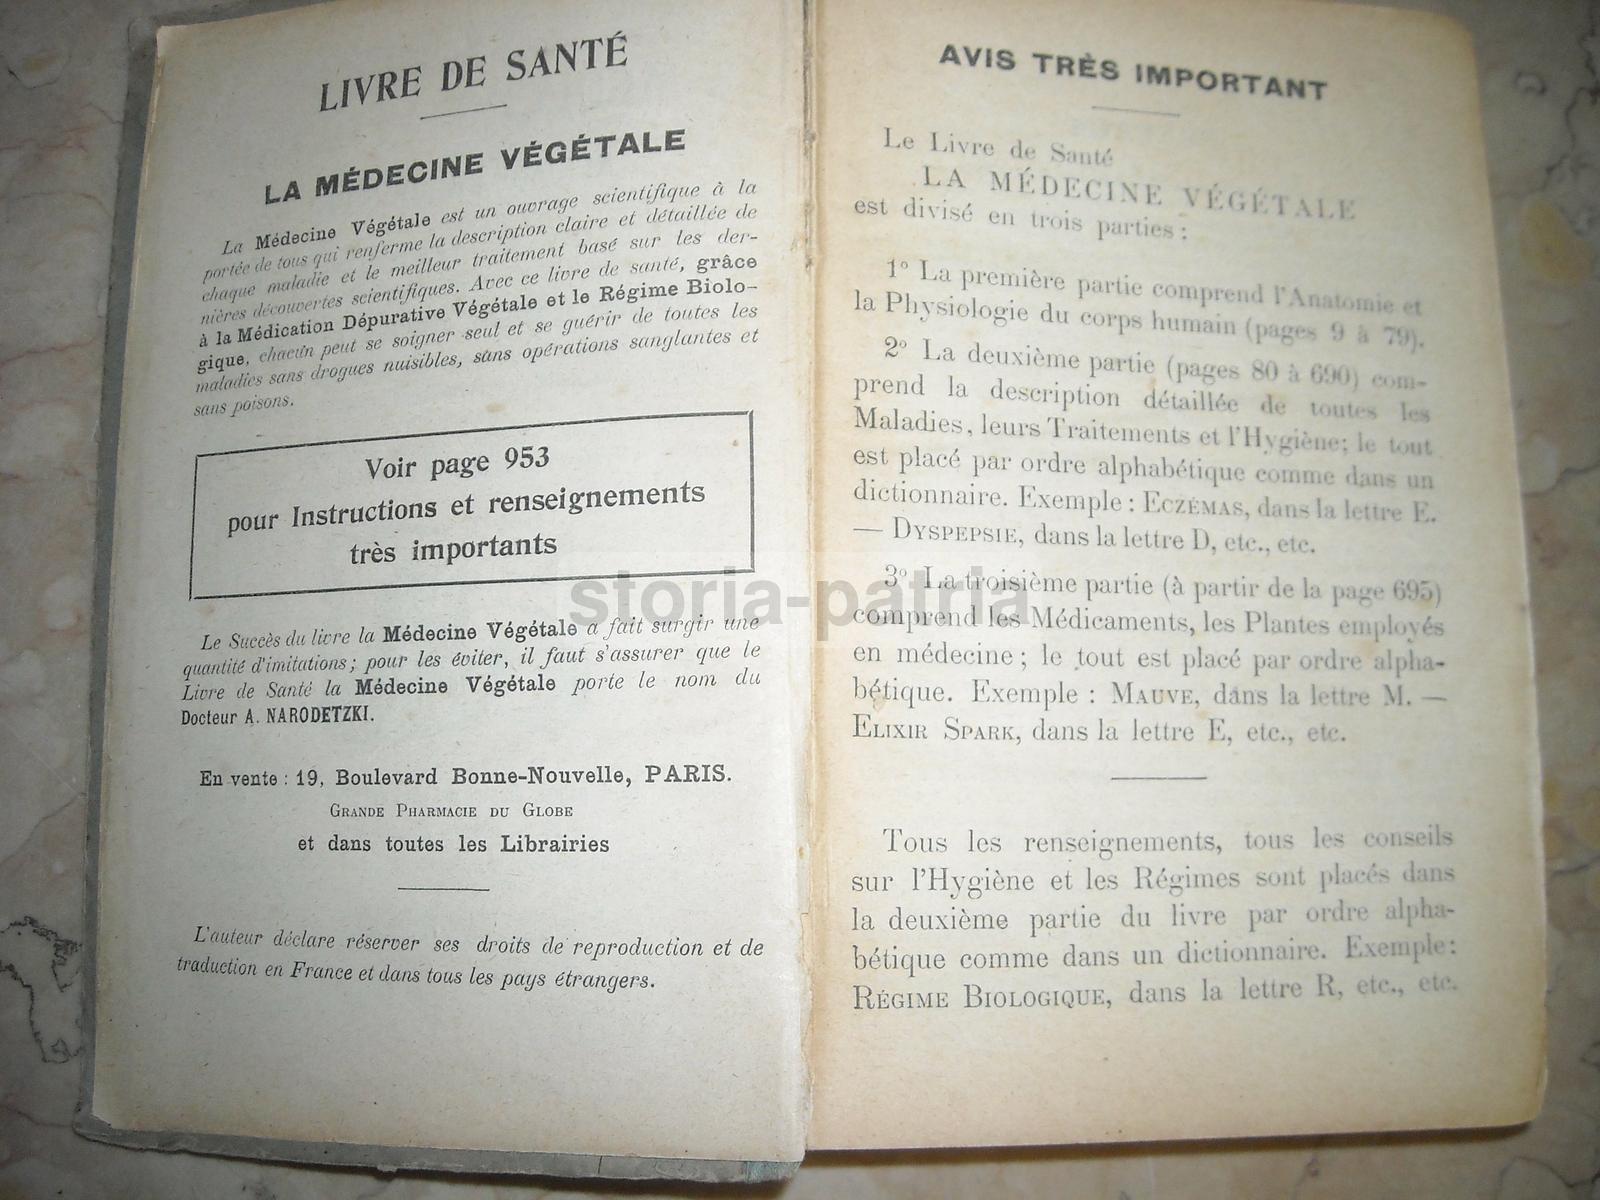 LIVRE DE SANTÉ
LA MÉDECINE VÉGÉTALE
La Médecine Végétale est un ouvrage scientifique à la
portée de tous qui renferme la description claire et détaillée de
chaque maladie et le meilleur traitement basé sur les der-
nières découvertes scientifiques. Avec ce livre de santé, grâce
à la Médication Dépurative Végétale et le Régime Biolo-
gique, chacun peut se soigner seul et se guérir de toutes les
maladies sans drogues nuisibles, sans opérations sanglantes et
sans poisons.
Voir page 953
pour Instructions et renseignements
très importants
Le Succès du livre la Médecine Végétale a fait surgir une
quantité d'imitations; pour les éviter, il faut s'assurer que le
Livre de Santé la Médecine Végétale porte le nom du
Docteur A. NARODETZKI.
En vente : 19, Boulevard Bonne-Nouvelle, PARIS.
GRANDE PHARMACIE DU GLOBE
et dans toutes les Librairies
L'auteur déclare réserver ses droits de reproduction et de
traduction en France et dans tous les pays étrangers.
AVIS TRÈS IMPORTANT
Le Livre de Santé
LA MÉDECINE VÉGÉTALE
est divisé en trois parties :
1° La première partie comprend l'Anatomie et
la Physiologie du corps humain (pages 9 à 79).
2° La deuxième partie (pages 80 à 690) com-
prend la description détaillée de toutes les
Maladies, leurs Traitements et l'Hygiène; le tout
est placé par ordre alphabétique comme dans un
dictionnaire. Exemple : ECZÉMAS, dans la lettre E.
— DYSPEPSIE, dans la lettre D, etc., etc.
3° La troisième partie (à partir de la page 695)
comprend les Médicaments, les Plantes employés
en médecine ; le tout est placé par ordre alpha-
bétique. Exemple : MAUVE, dans la lettre M. —
ELIXIR SPARK, dans la lettre E, etc., etc.
Tous les renseignements, tous les conseils
sur l'Hygiène et les Régimes sont placés dans
la deuxième partie du livre par ordre alpha-
bétique comme dans un dictionnaire. Exemple :
RÉGIME BIOLOGIQUE, dans la lettre R, etc., etc.
storia-patria